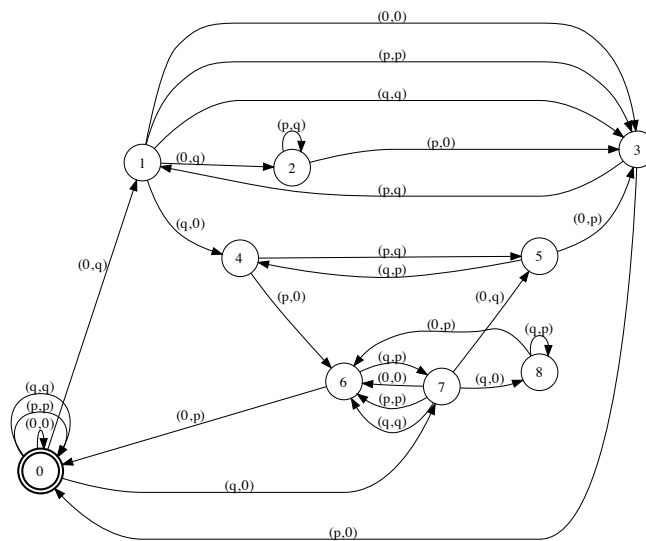 (0,0)
(p,p)
(q,q)
(p,q)
(p,0)
3
1
(0,q)
2
(p,q)
(q,0)
(0,p)
4
(p,q)
5
(q,p)
(0,q)
(p,0)
(0,q)
(0,p)
(q,p)
(q,p)
8
6
(0,0)
7
(q,0)
(q,q)
(p,p)
(p,p)
(0,p)
(q,q)
(0,0)
0
(q,0)
(p,0)